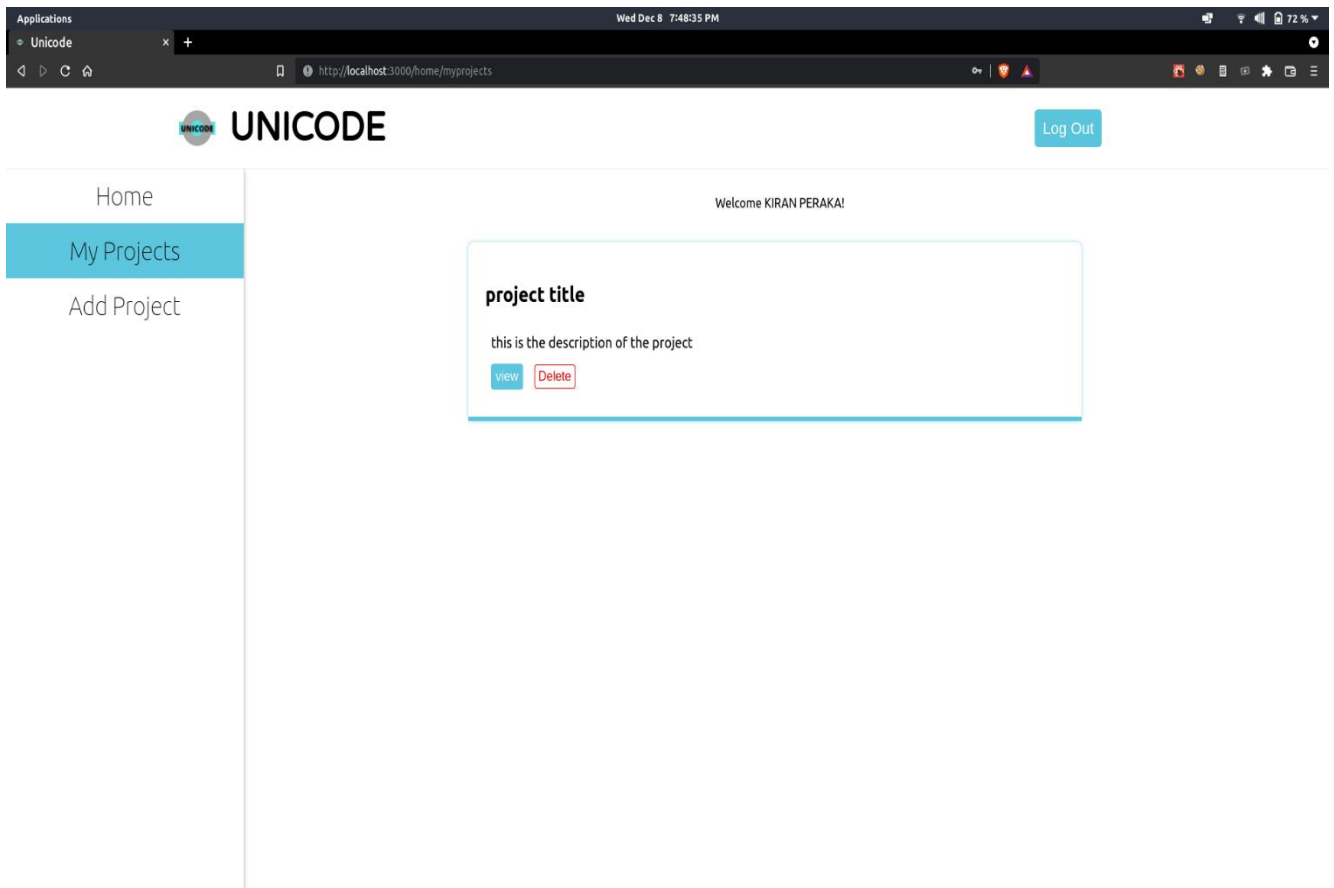 Applications Wed Dec 8 7:48:35 PM 72 %
Unicode × +
http://localhost:3000/home/myprojects
UNICODE UNICODE Log Out
Home
Welcome KIRAN PERAKA!
My Projects
Add Project
project title
this is the description of the project
view Delete